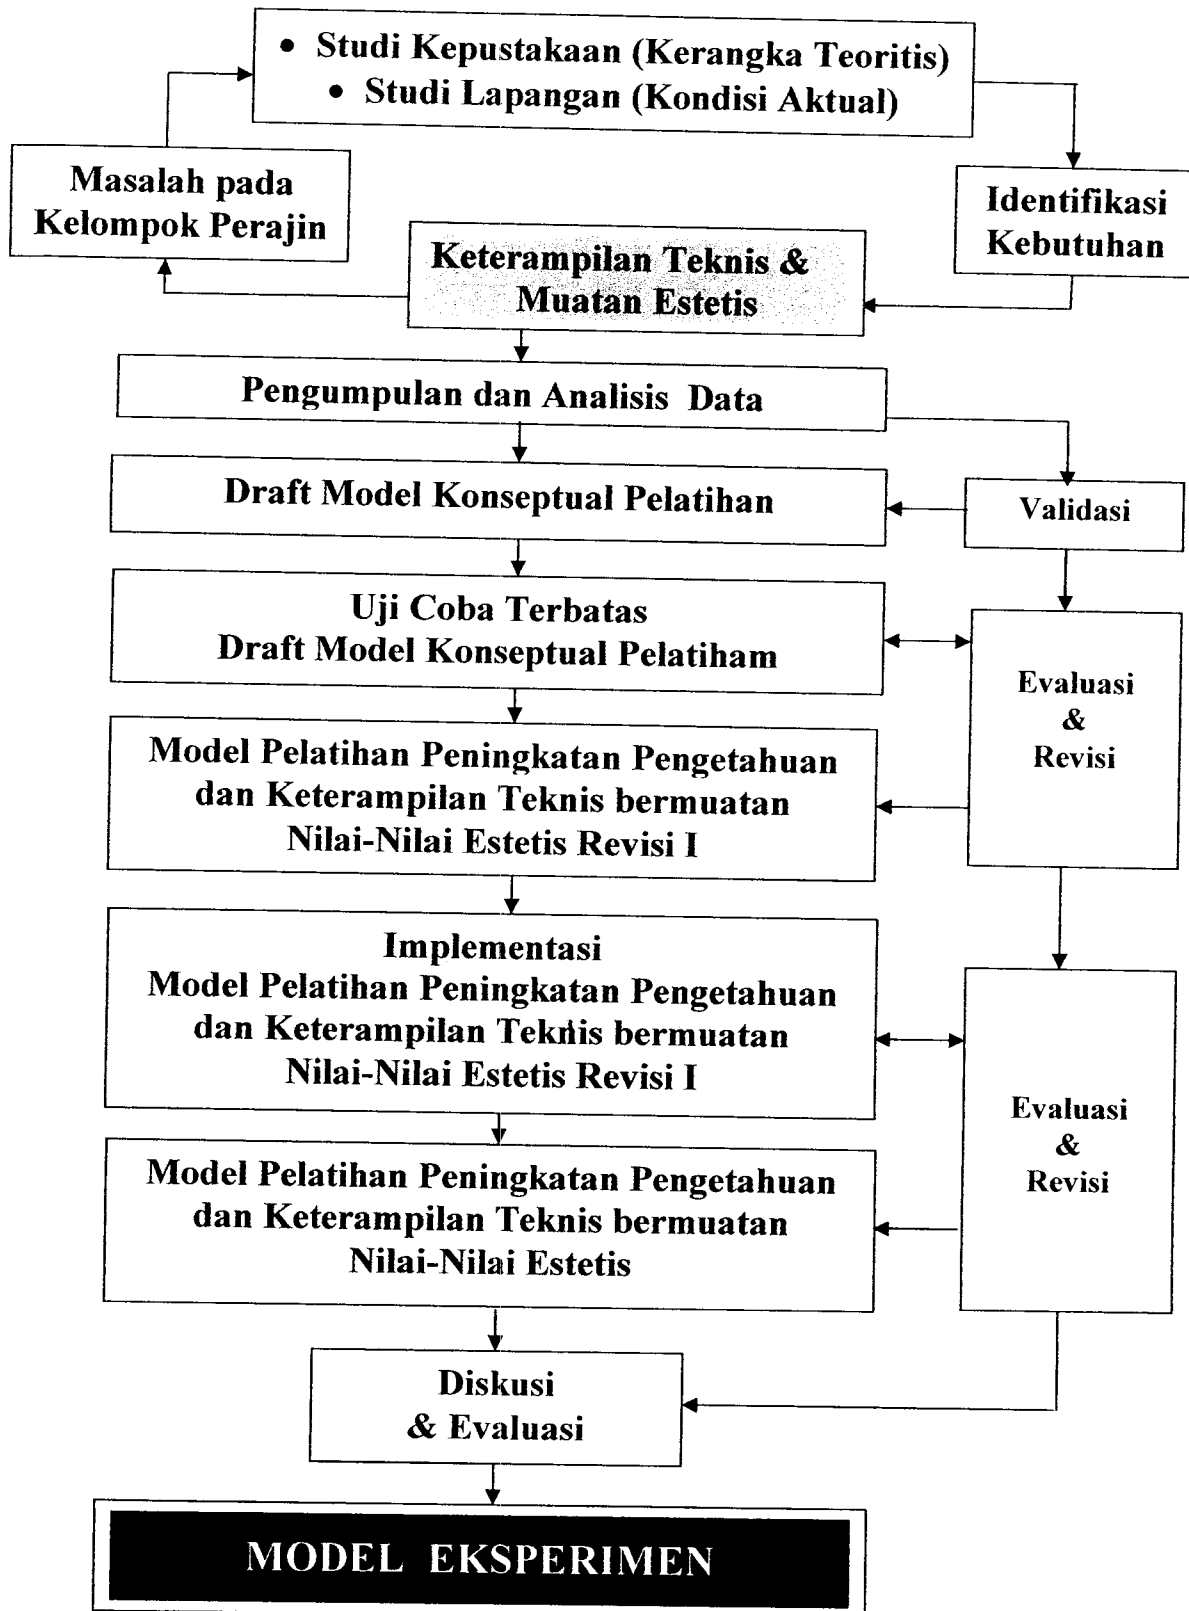 • Studi Kepustakaan (Kerangka Teoritis)
• Studi Lapangan (Kondisi Aktual)
Masalah pada
Kelompok Perajin
Identifikasi
Kebutuhan
Keterampilan Teknis &
Muatan Estetis
Pengumpulan dan Analisis Data
Draft Model Konseptual Pelatihan
Validasi
Uji Coba Terbatas
Draft Model Konseptual Pelatiham
Evaluasi
&
Revisi
Model Pelatihan Peningkatan Pengetahuan
dan Keterampilan Teknis bermuatan
Nilai-Nilai Estetis Revisi I
Implementasi
Model Pelatihan Peningkatan Pengetahuan
dan Keterampilan Teknis bermuatan
Nilai-Nilai Estetis Revisi I
Evaluasi
&
Revisi
Model Pelatihan Peningkatan Pengetahuan
dan Keterampilan Teknis bermuatan
Nilai-Nilai Estetis
Diskusi
& Evaluasi
MODEL EKSPERIMEN